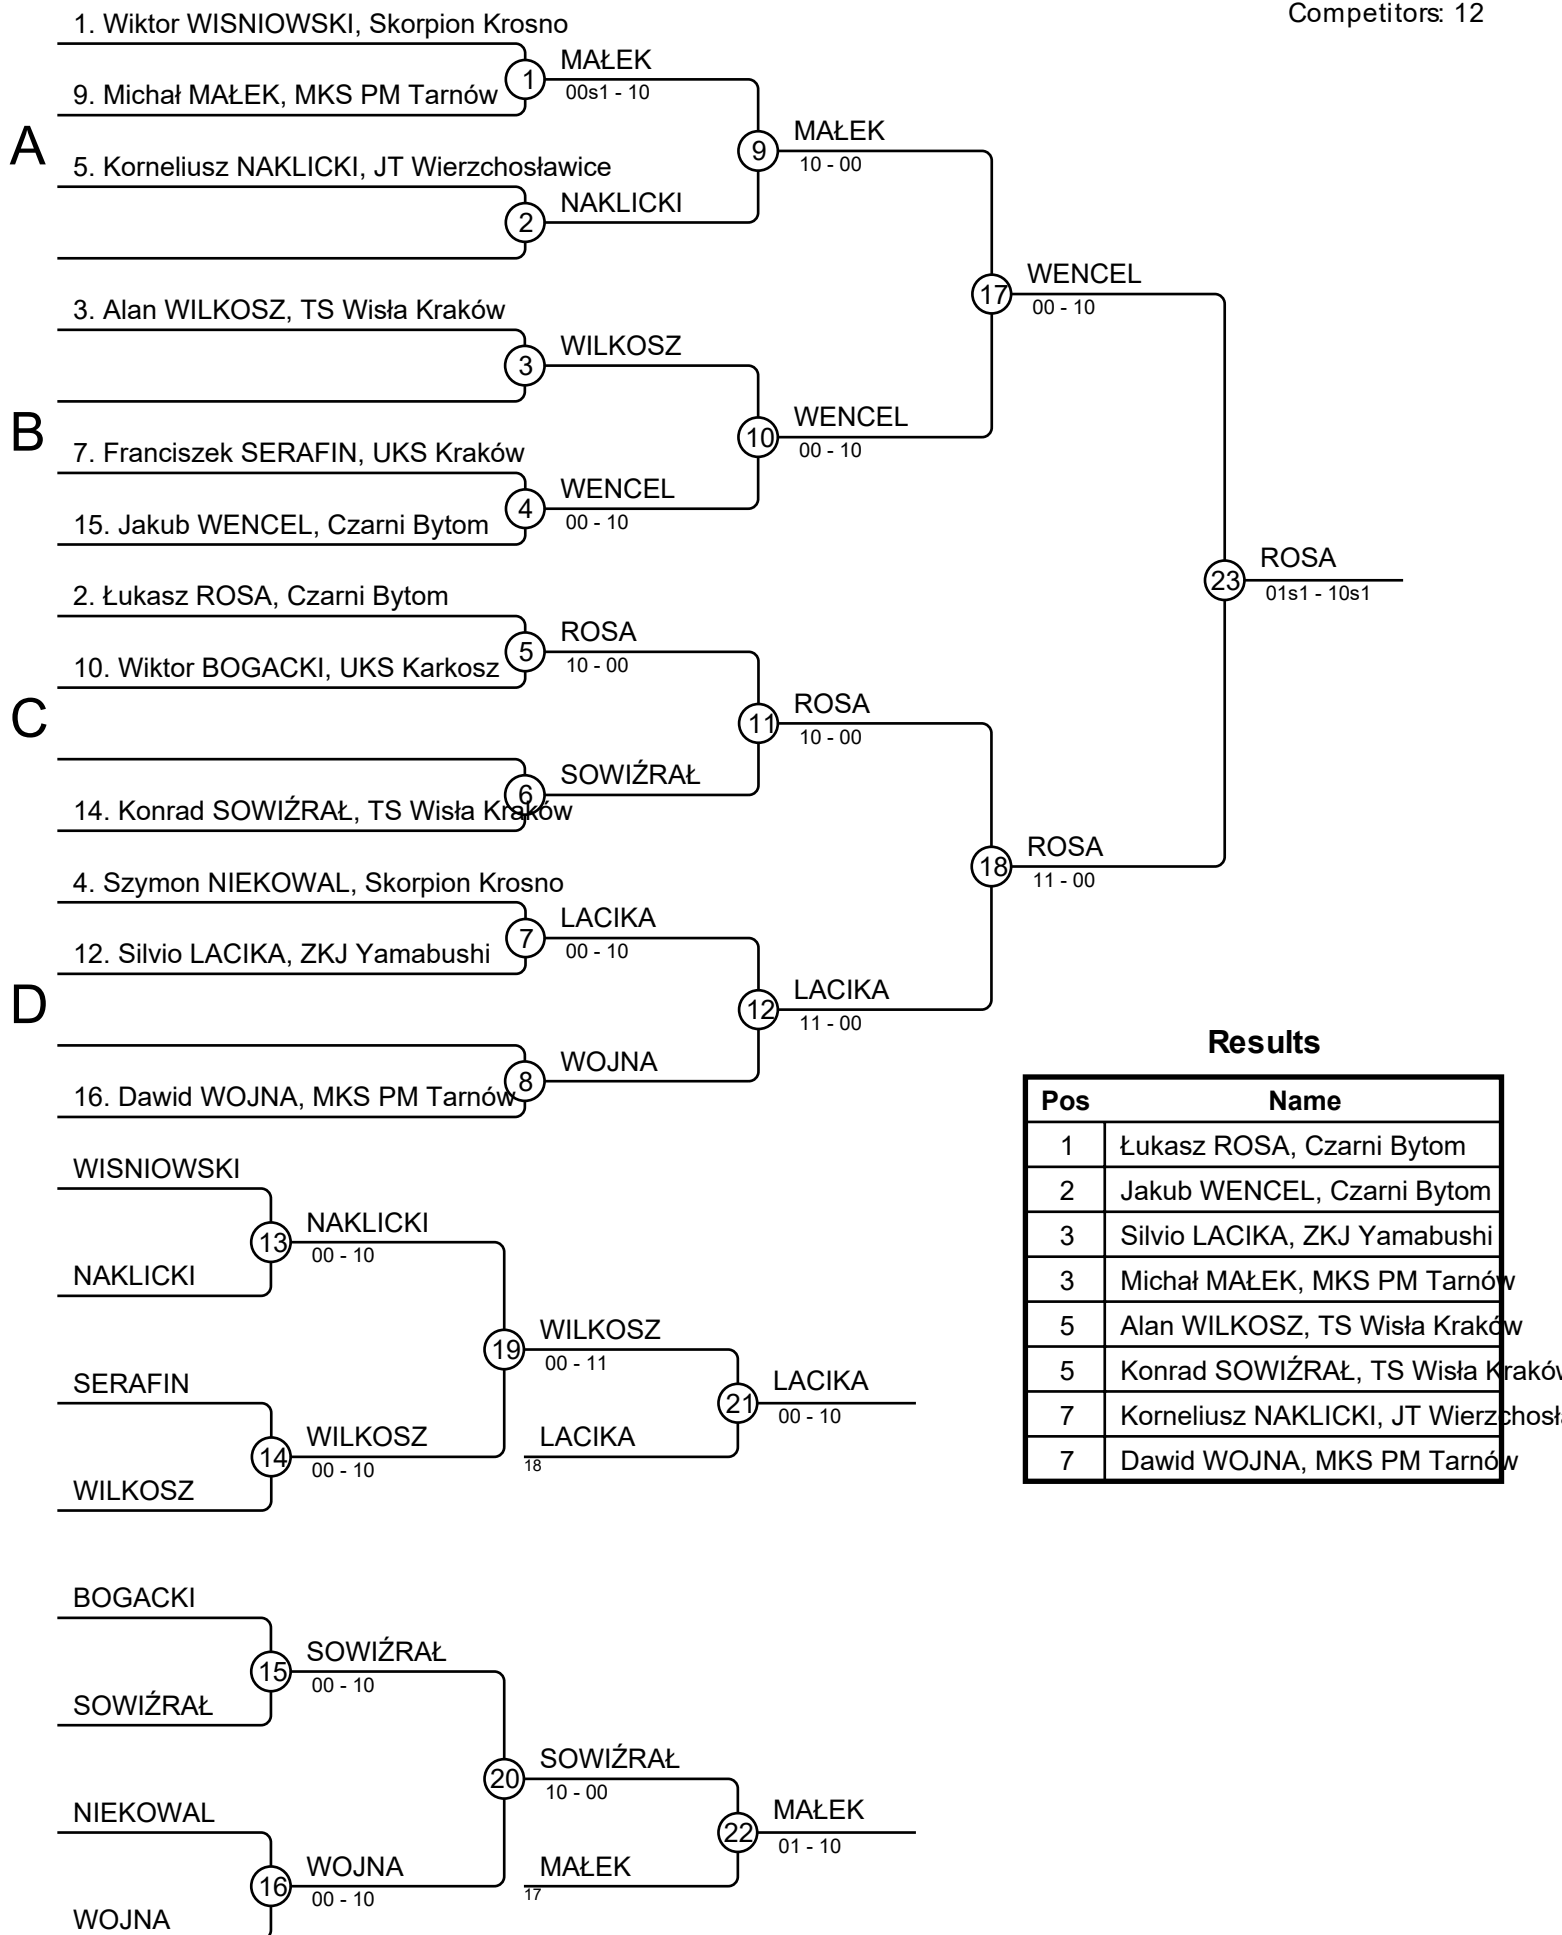 Competitors: 12
1. Wiktor WISNIOWSKI, Skorpion Krosno
1
MAŁEK
00s1 - 10
9. Michał MAŁEK, MKS PM Tarnów
A
9
MAŁEK
10 - 00
5. Korneliusz NAKLICKI, JT Wierzchosławice
2
NAKLICKI
17
WENCEL
00 - 10
3. Alan WILKOSZ, TS Wisła Kraków
3
WILKOSZ
B
10
WENCEL
00 - 10
7. Franciszek SERAFIN, UKS Kraków
4
WENCEL
00 - 10
15. Jakub WENCEL, Czarni Bytom
23
ROSA
01s1 - 10s1
2. Łukasz ROSA, Czarni Bytom
5
ROSA
10 - 00
10. Wiktor BOGACKI, UKS Karkosz
C
11
ROSA
10 - 00
6
SOWIŹRAŁ
14. Konrad SOWIŹRAŁ, TS Wisła Kraków
18
ROSA
11 - 00
4. Szymon NIEKOWAL, Skorpion Krosno
7
LACIKA
00 - 10
12. Silvio LACIKA, ZKJ Yamabushi
D
12
LACIKA
11 - 00
8
WOJNA
16. Dawid WOJNA, MKS PM Tarnów
Results
Pos Name
1 Łukasz ROSA, Czarni Bytom
2 Jakub WENCEL, Czarni Bytom
3 Silvio LACIKA, ZKJ Yamabushi
3 Michał MAŁEK, MKS PM Tarnów
5 Alan WILKOSZ, TS Wisła Kraków
5 Konrad SOWIŹRAŁ, TS Wisła Kraków
7 Korneliusz NAKLICKI, JT
7 Dawid WOJNA, MKS PM Tarnów
WISNIOWSKI
13
NAKLICKI
00 - 10
NAKLICKI
19
WILKOSZ
00 - 11
SERAFIN
14
WILKOSZ
00 - 10
WILKOSZ
21
LACIKA
00 - 10
LACIKA
18
BOGACKI
15
SOWIŹRAŁ
00 - 10
SOWIŹRAŁ
20
SOWIŹRAŁ
10 - 00
NIEKOWAL
16
WOJNA
00 - 10
WOJNA
22
MAŁEK
01 - 10
MAŁEK
17